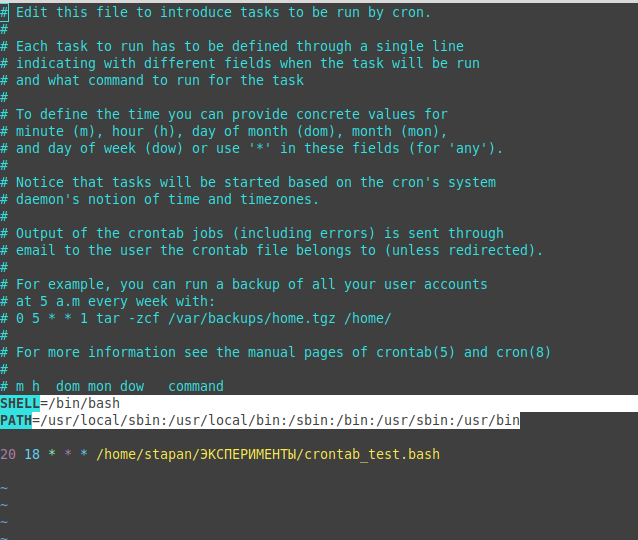 # Edit this file to introduce tasks to be run by cron.
#
# Each task to run has to be defined through a single line
# indicating with different fields when the task will be run
# and what command to run for the task
#
# To define the time you can provide concrete values for
# minute (m), hour (h), day of month (dom), month (mon),
# and day of week (dow) or use '*' in these fields (for 'any').
#
# Notice that tasks will be started based on the cron's system
# daemon's notion of time and timezones.
#
# Output of the crontab jobs (including errors) is sent through
# email to the user the crontab file belongs to (unless redirected).
#
# For example, you can run a backup of all your user accounts
# at 5 a.m every week with:
# 0 5 * * 1 tar -zcf /var/backups/home.tgz /home/
#
# For more information see the manual pages of crontab(5) and cron(8)
#
# m h  dom mon dow   command
SHELL=/bin/bash
PATH=/usr/local/sbin:/usr/local/bin:/sbin:/bin:/usr/sbin:/usr/bin
20 18 * * * /home/stapan/ЭКСПЕРИМЕНТЫ/crontab_test.bash
~
~
~
~